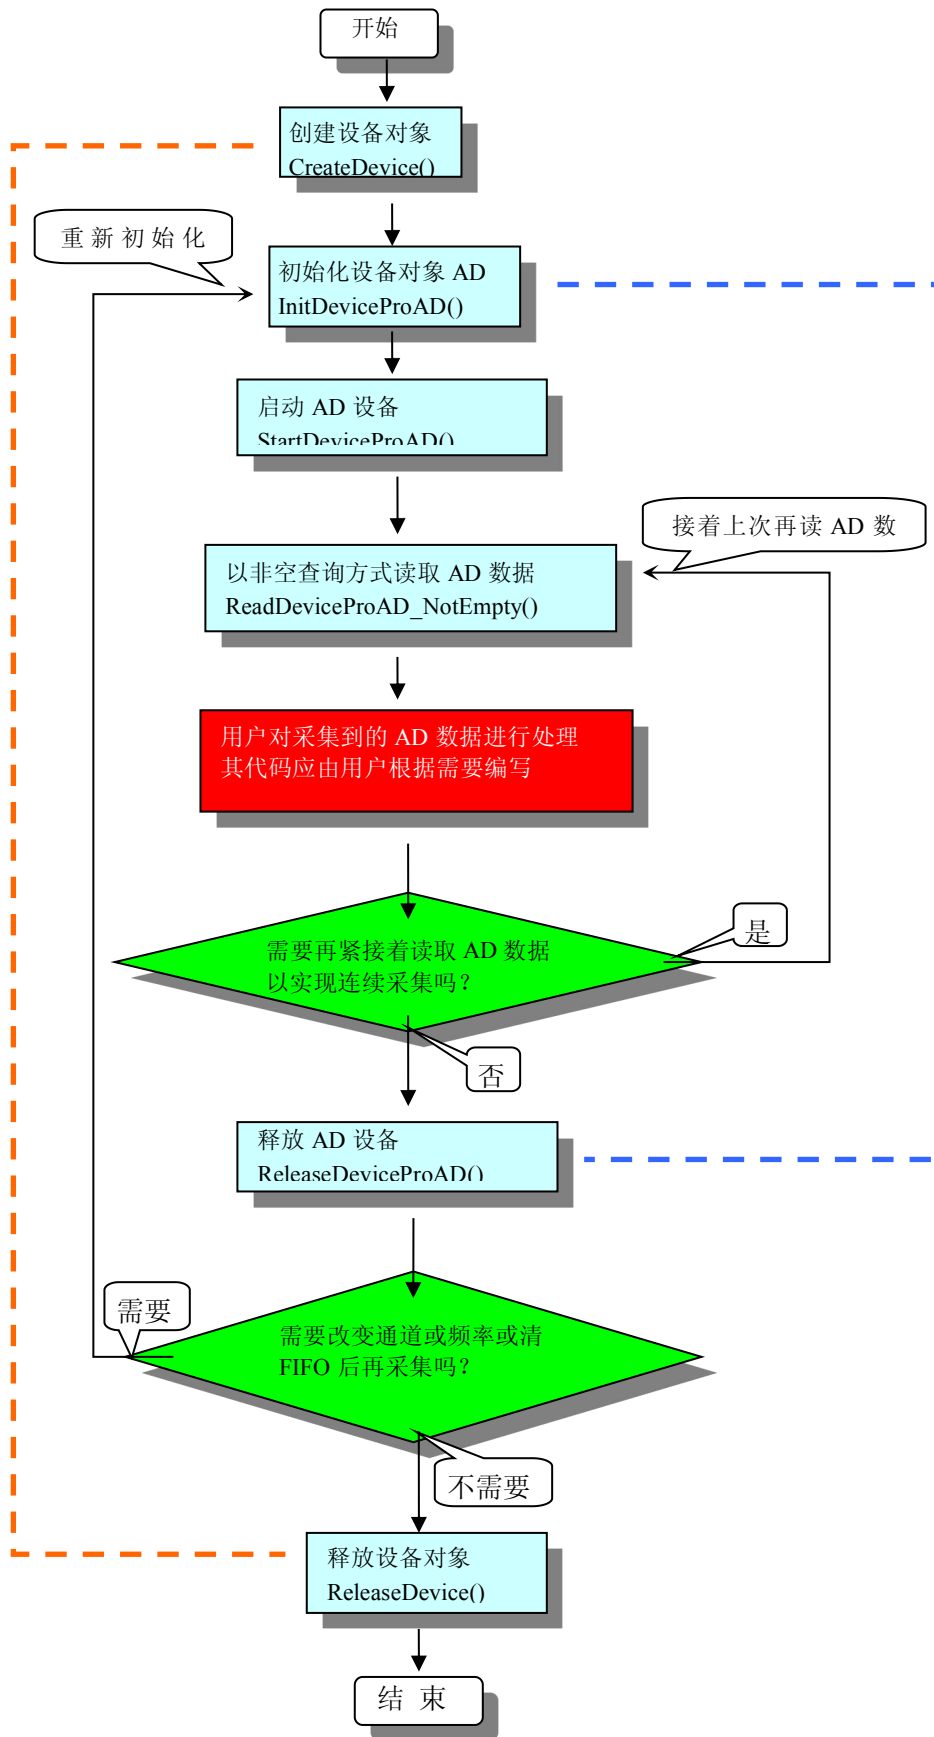 开始
创建设备对象
CreateDevice()
重新初始化
初始化设备对象 AD
InitDeviceProAD()
启动 AD 设备
StartDeviceProAD()
接着上次再读 AD 数
以非空查询方式读取 AD 数据
ReadDeviceProAD_NotEmpty()
用户对采集到的 AD 数据进行处理
其代码应由用户根据需要编写
是
需要再紧接着读取 AD 数据
以实现连续采集吗？
否
释放 AD 设备
ReleaseDeviceProAD()
需要
需要改变通道或频率或清
FIFO 后再采集吗？
不需要
释放设备对象
ReleaseDevice()
结 束